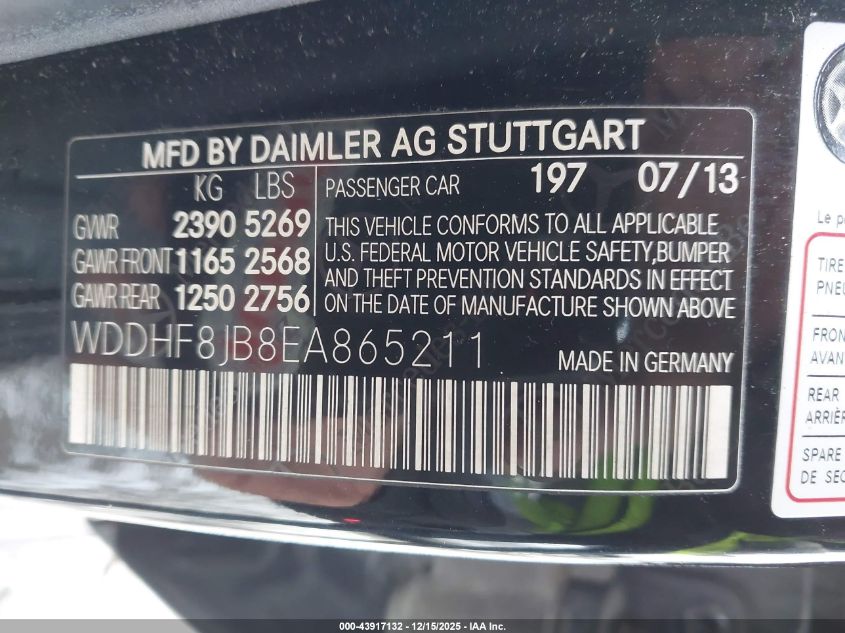 MFD BY DAIMLER AG STUTTGART
KG LBS
GVWR 2390 5269
GAWR FRONT 1165 2568
GAWR REAR 1250 2756
PASSENGER CAR 197 07/13
THIS VEHICLE CONFORMS TO ALL APPLICABLE
U.S. FEDERAL MOTOR VEHICLE SAFETY,BUMPER
AND THEFT PREVENTION STANDARDS IN EFFECT
ON THE DATE OF MANUFACTURE SHOWN ABOVE
WDDHF8JB8EA865211
MADE IN GERMANY
Le
TIRE
FRON
AVAN
REAR
ARRIÈR
SPARE
DE SEC
000-43917132 - 12/15/2025 - IAA Inc.